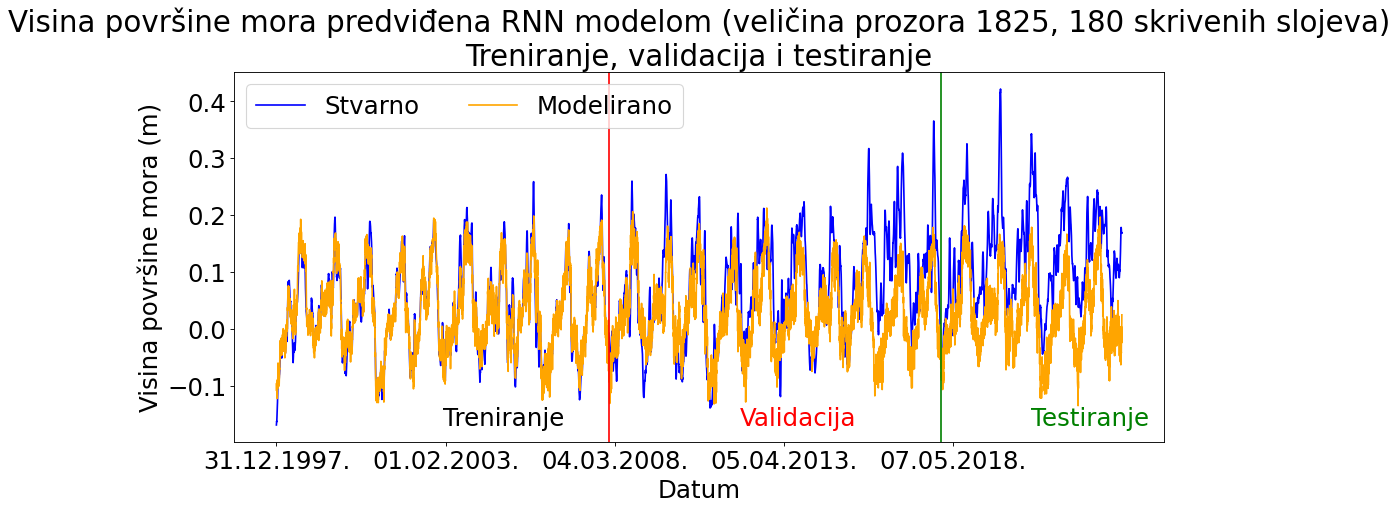 Visina površine mora predviđena RNN modelom (veličina prozora 1825, 180 skrivenih slojeva)
Treniranje, validacija i testiranje
Stvarno
Modelirano
Visina površine mora (m)
0.4
0.3
0.2
0.1
0.0
−0.1
Treniranje
Validacija
Testiranje
31.12.1997.
01.02.2003.
04.03.2008.
05.04.2013.
07.05.2018.
Datum